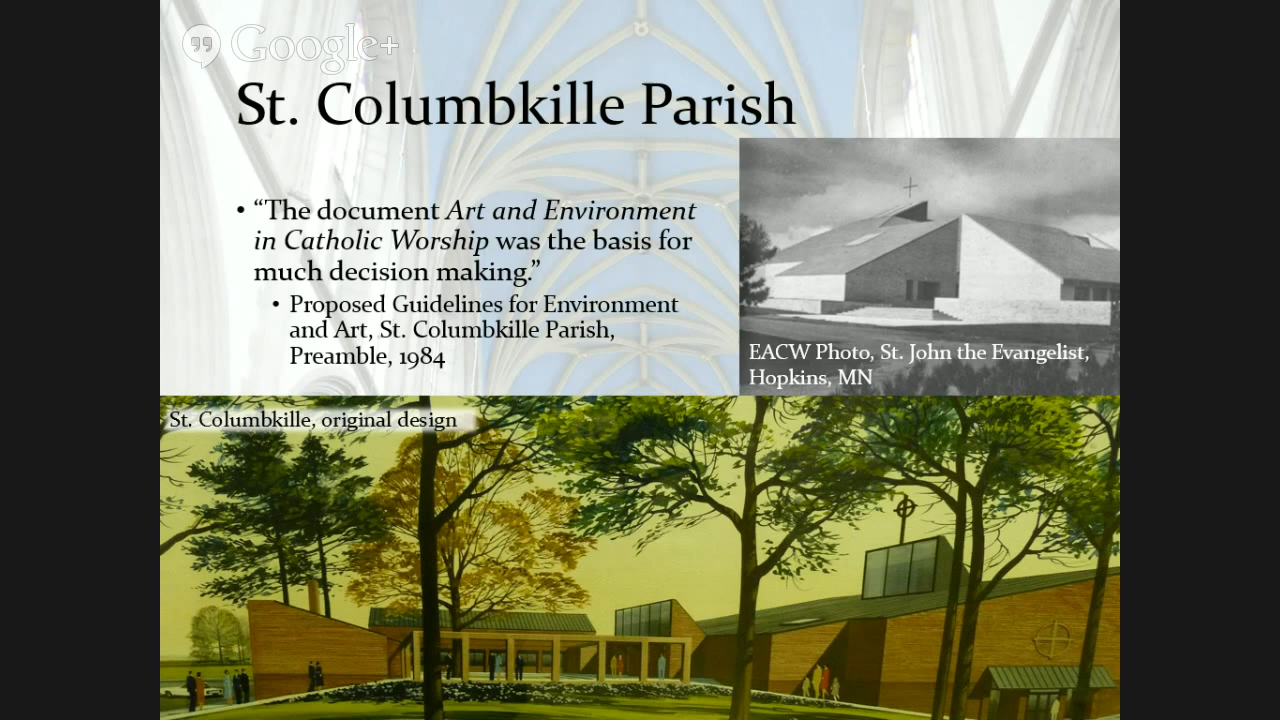 Google+
St. Columbkille Parish
• “The document Art and Environment
in Catholic Worship was the basis for
much decision making.”
• Proposed Guidelines for Environment
and Art, St. Columbkille Parish,
Preamble, 1984
EACW Photo, St. John the Evangelist,
Hopkins, MN
St. Columbkille, original design